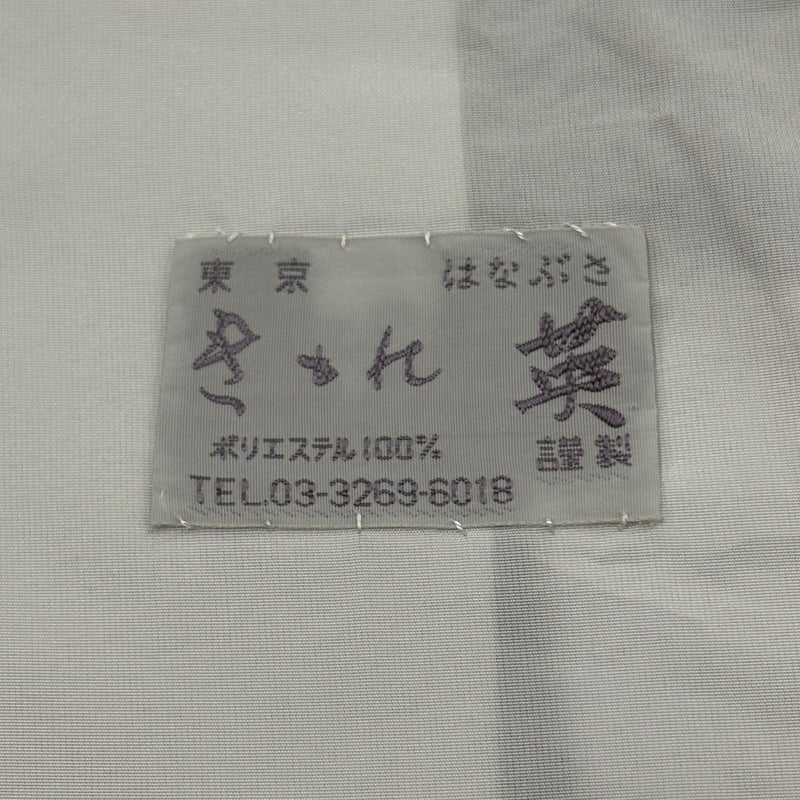 東京 はなぶさ
きもれ 英
ポリエステル100% 謹製
TEL.03-3269-6018